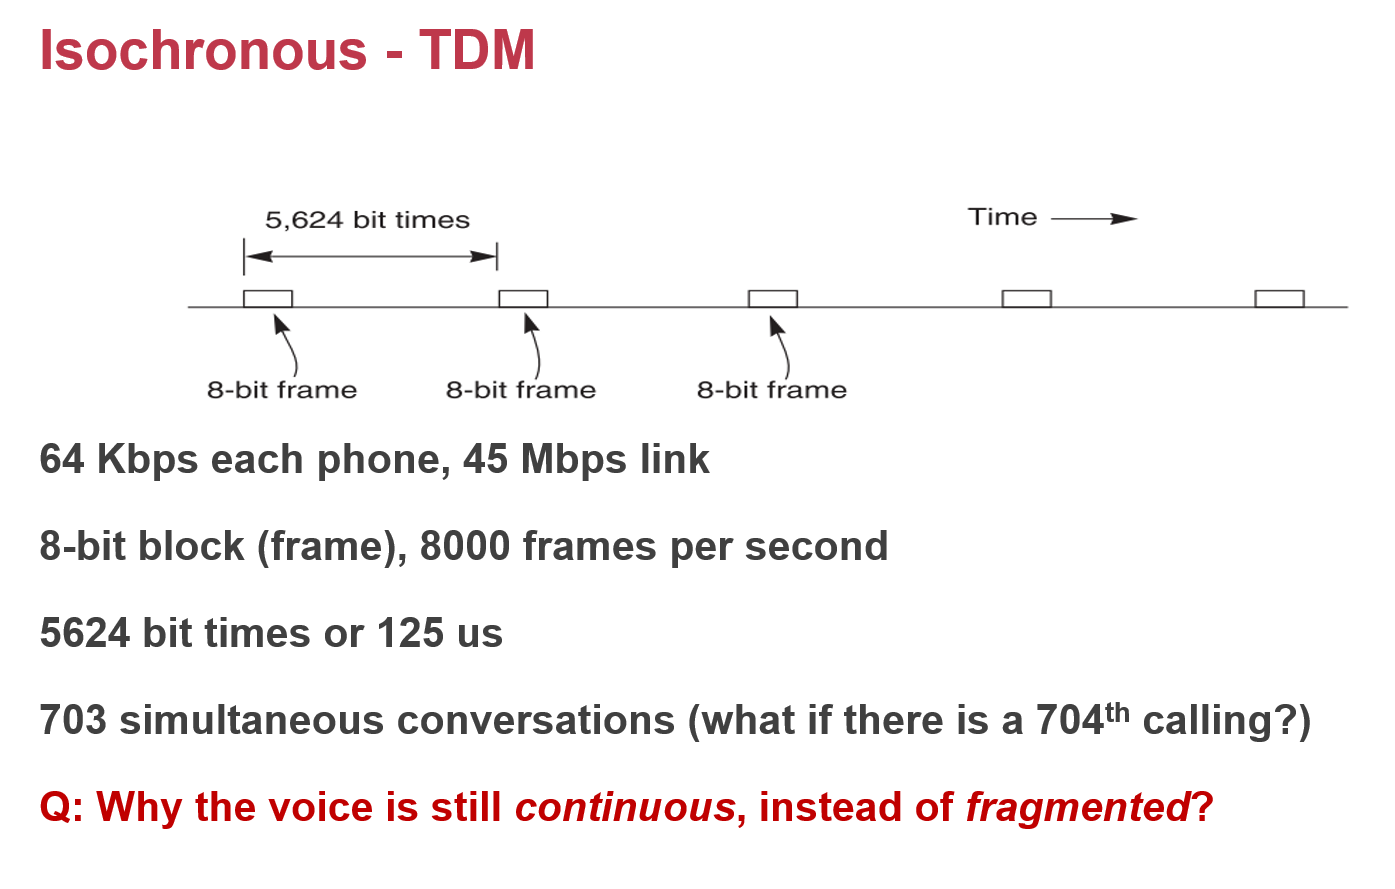 Isochronous - TDM
5,624 bit times
Time
8-bit frame 8-bit frame 8-bit frame
64 Kbps each phone, 45 Mbps link
8-bit block (frame), 8000 frames per second
5624 bit times or 125 us
703 simultaneous conversations (what if there is a 704th calling?)
Q: Why the voice is still continuous, instead of fragmented?